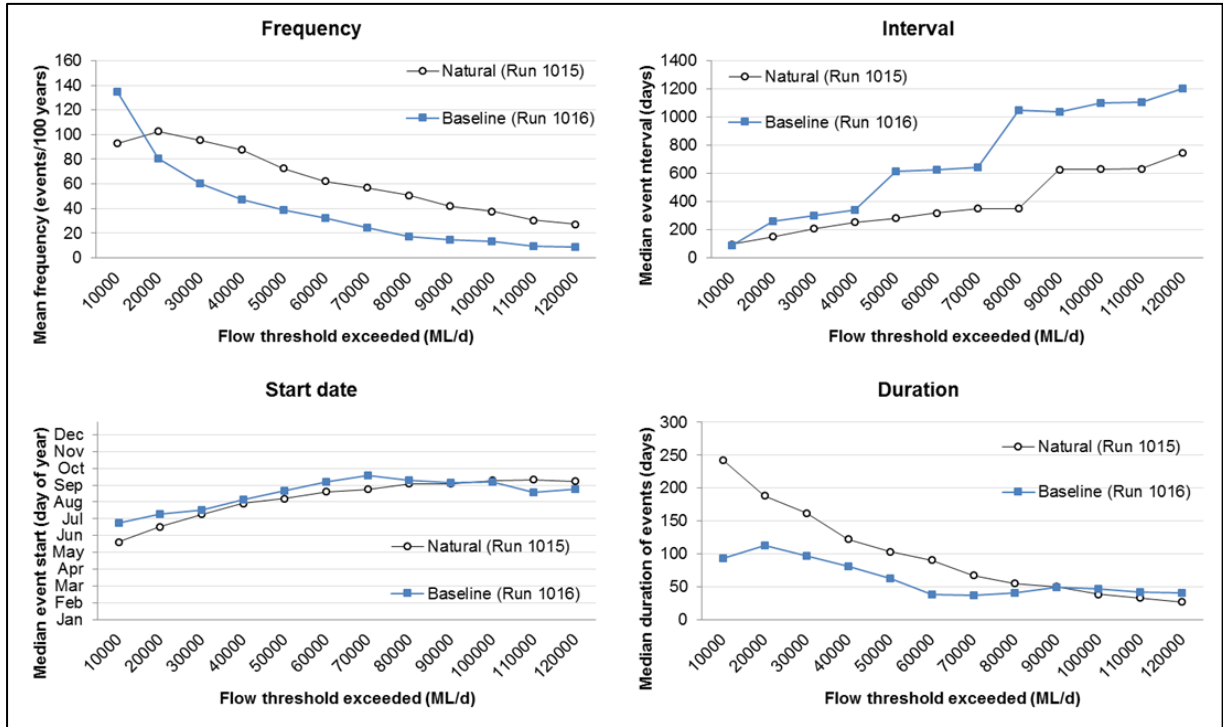 Frequency
Mean frequency (events/100 years)
160
140
120
100
80
60
40
20
0
Natural (Run 1015)
Baseline (Run 1016)
10000
20000
30000
40000
50000
60000
70000
80000
90000
100000
110000
120000
Flow threshold exceeded (ML/d)
Interval
Median event nterval (days)
1400
1200
1000
800
600
400
200
0
Natural (Run 1015)
Baseline (Run 1016)
10000
20000
30000
40000
50000
60000
70000
80000
90000
100000
110000
120000
Flow threshold exceeded (ML/d)
Start date
Median event start (day of year)
Dec
Nov
Oct
Sep
Aug
Jul
Jun
May
Apr
Mar
Feb
Jan
Natural (Run 1015)
Baseline (Run 1016)
10000
20000
30000
40000
50000
60000
70000
80000
90000
100000
110000
120000
Flow threshold exceeded (ML/d)
Duration
Median duration of events (days)
300
250
200
150
100
50
0
Natural (Run 1015)
Baseline (Run 1016)
10000
20000
30000
40000
50000
60000
70000
80000
90000
100000
110000
120000
Flow threshold exceeded (ML/d)